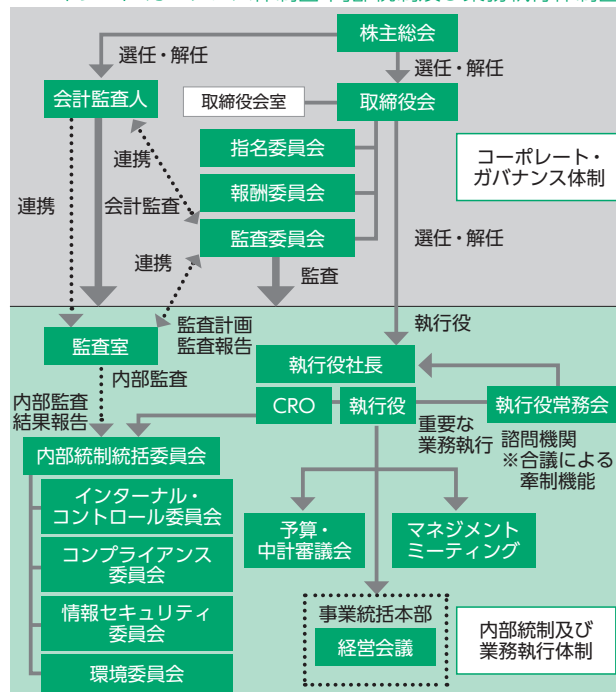 株主総会
選任・解任
選任・解任
会計監査人
取締役会室
取締役会
指名委員会
連携
コーポレート・
ガバナンス体制
報酬委員会
連携
会計監査
監査委員会
選任・解任
連携
監査
監査計画
監査報告
執行役
監査室
執行役社長
内部監査
CRO
執行役
執行役常務会
内部監査
結果報告
重要な
業務執行
諮問機関
※合議による
牽制機能
内部統制統括委員会
インターナル・
コントロール委員会
予算・
中計審議会
マネジメント
ミーティング
コンプライアンス
委員会
情報セキュリティ
委員会
事業統括本部
経営会議
内部統制及び
業務執行体制
環境委員会